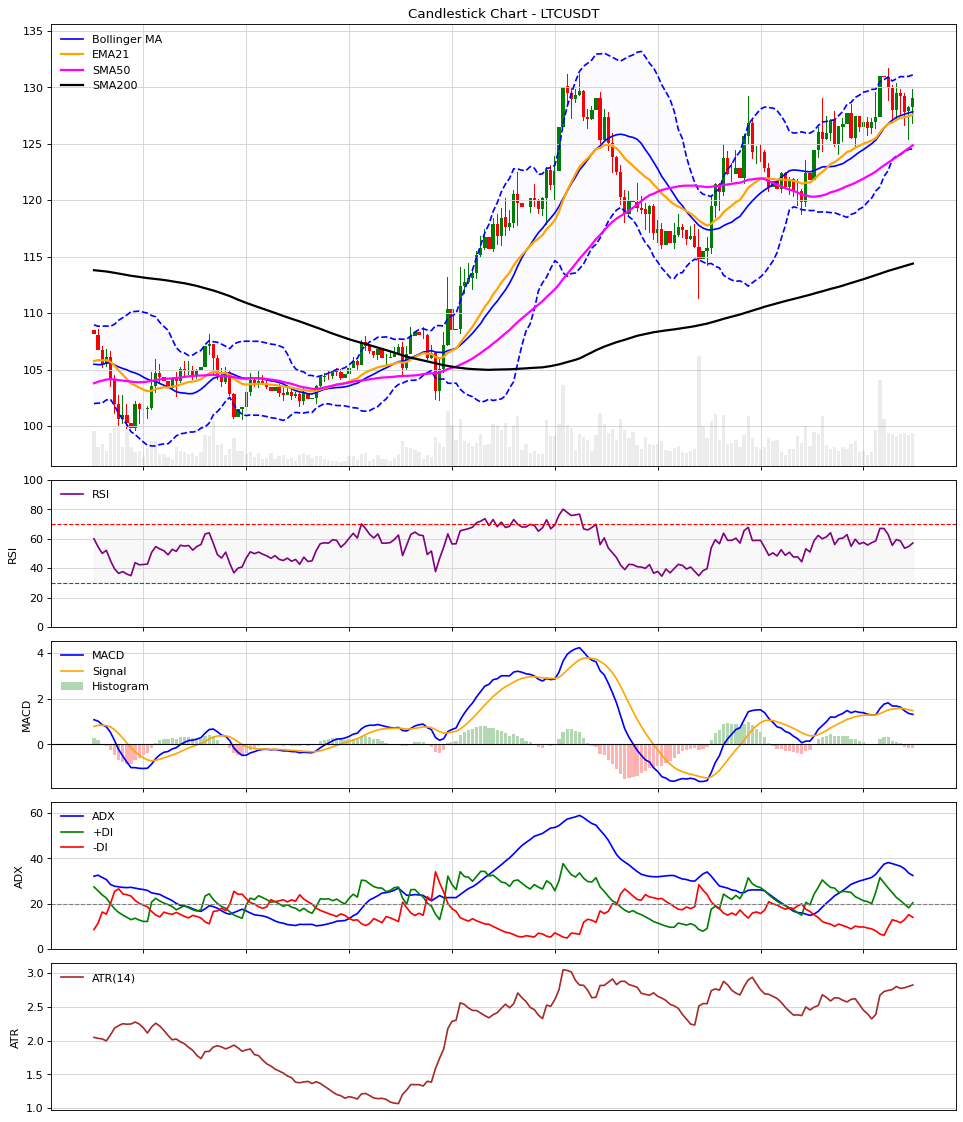 Candlestick Chart - LTCUSDT
135
130
125
120
115
110
105
100
Bollinger MA
EMA21
SMA50
SMA200
100
80
60
40
20
0
RSI
RSI
4
2
0
MACD
MACD
Signal
Histogram
60
40
20
0
ADX
ADX
+DI
-DI
3.0
2.5
2.0
1.5
1.0
ATR
ATR(14)